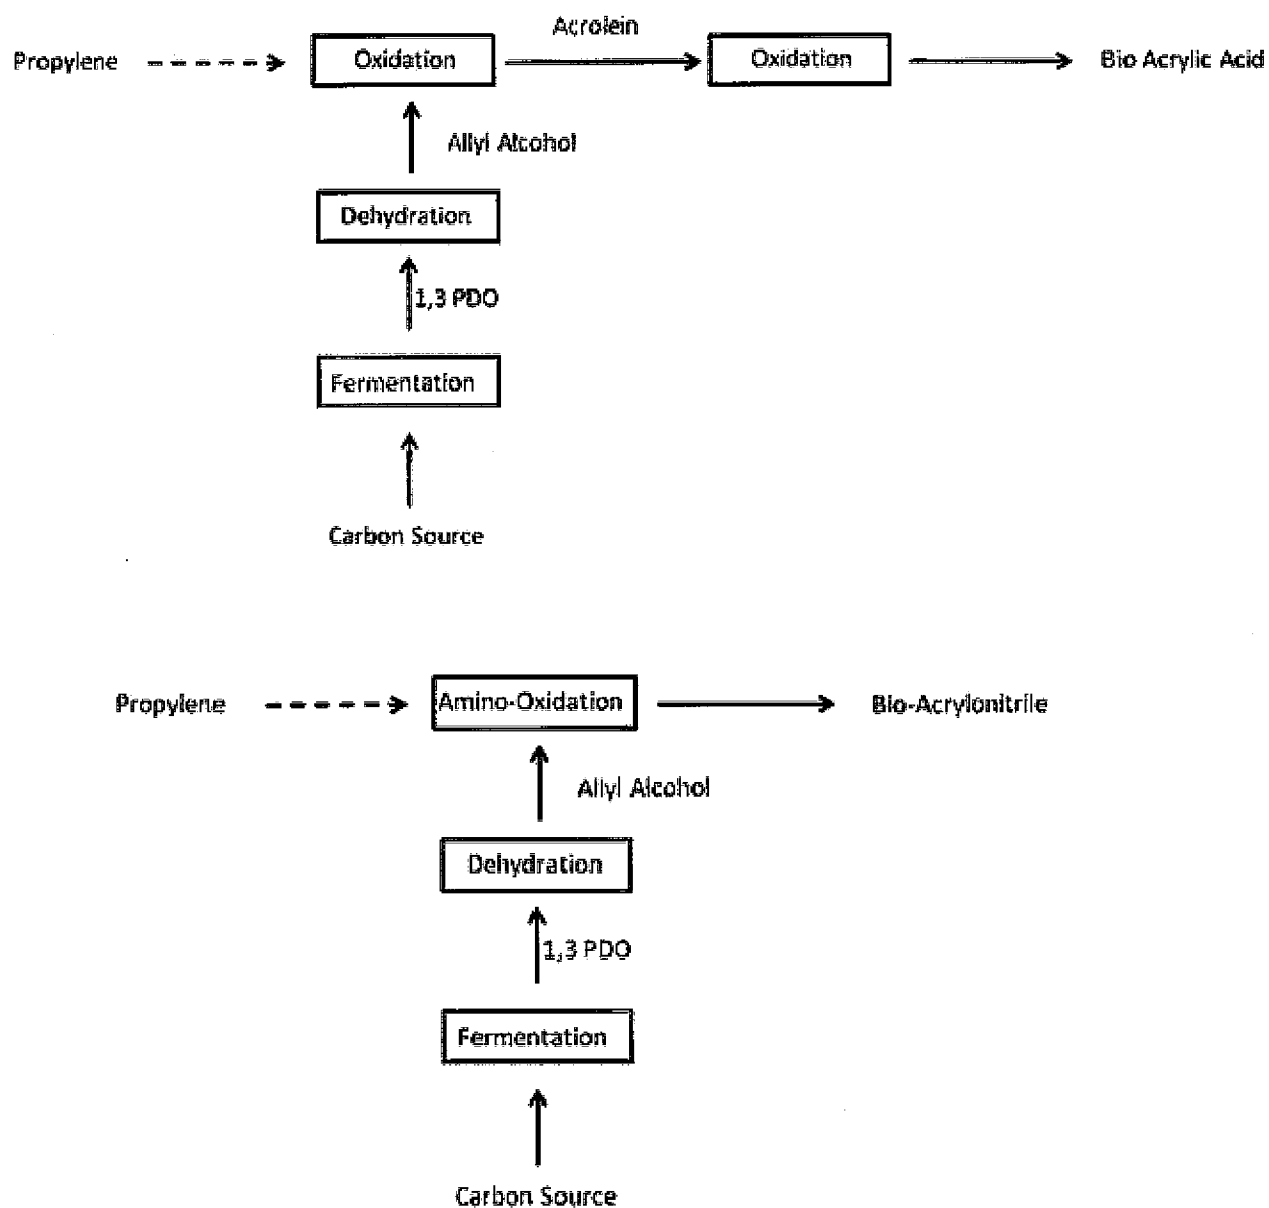 Acrolein
Propylene
Oxidation
Oxidation
Bio Acrylic Acid
Allyl Alcohol
Dehydration
1,3 PDO
Fermentation
Carbon Source
Propylene
Amino-Oxidation
Bio-Acrylonitrile
Allyl Alcohol
Dehydration
1,3 PDO
Fermentation
Carbon Source